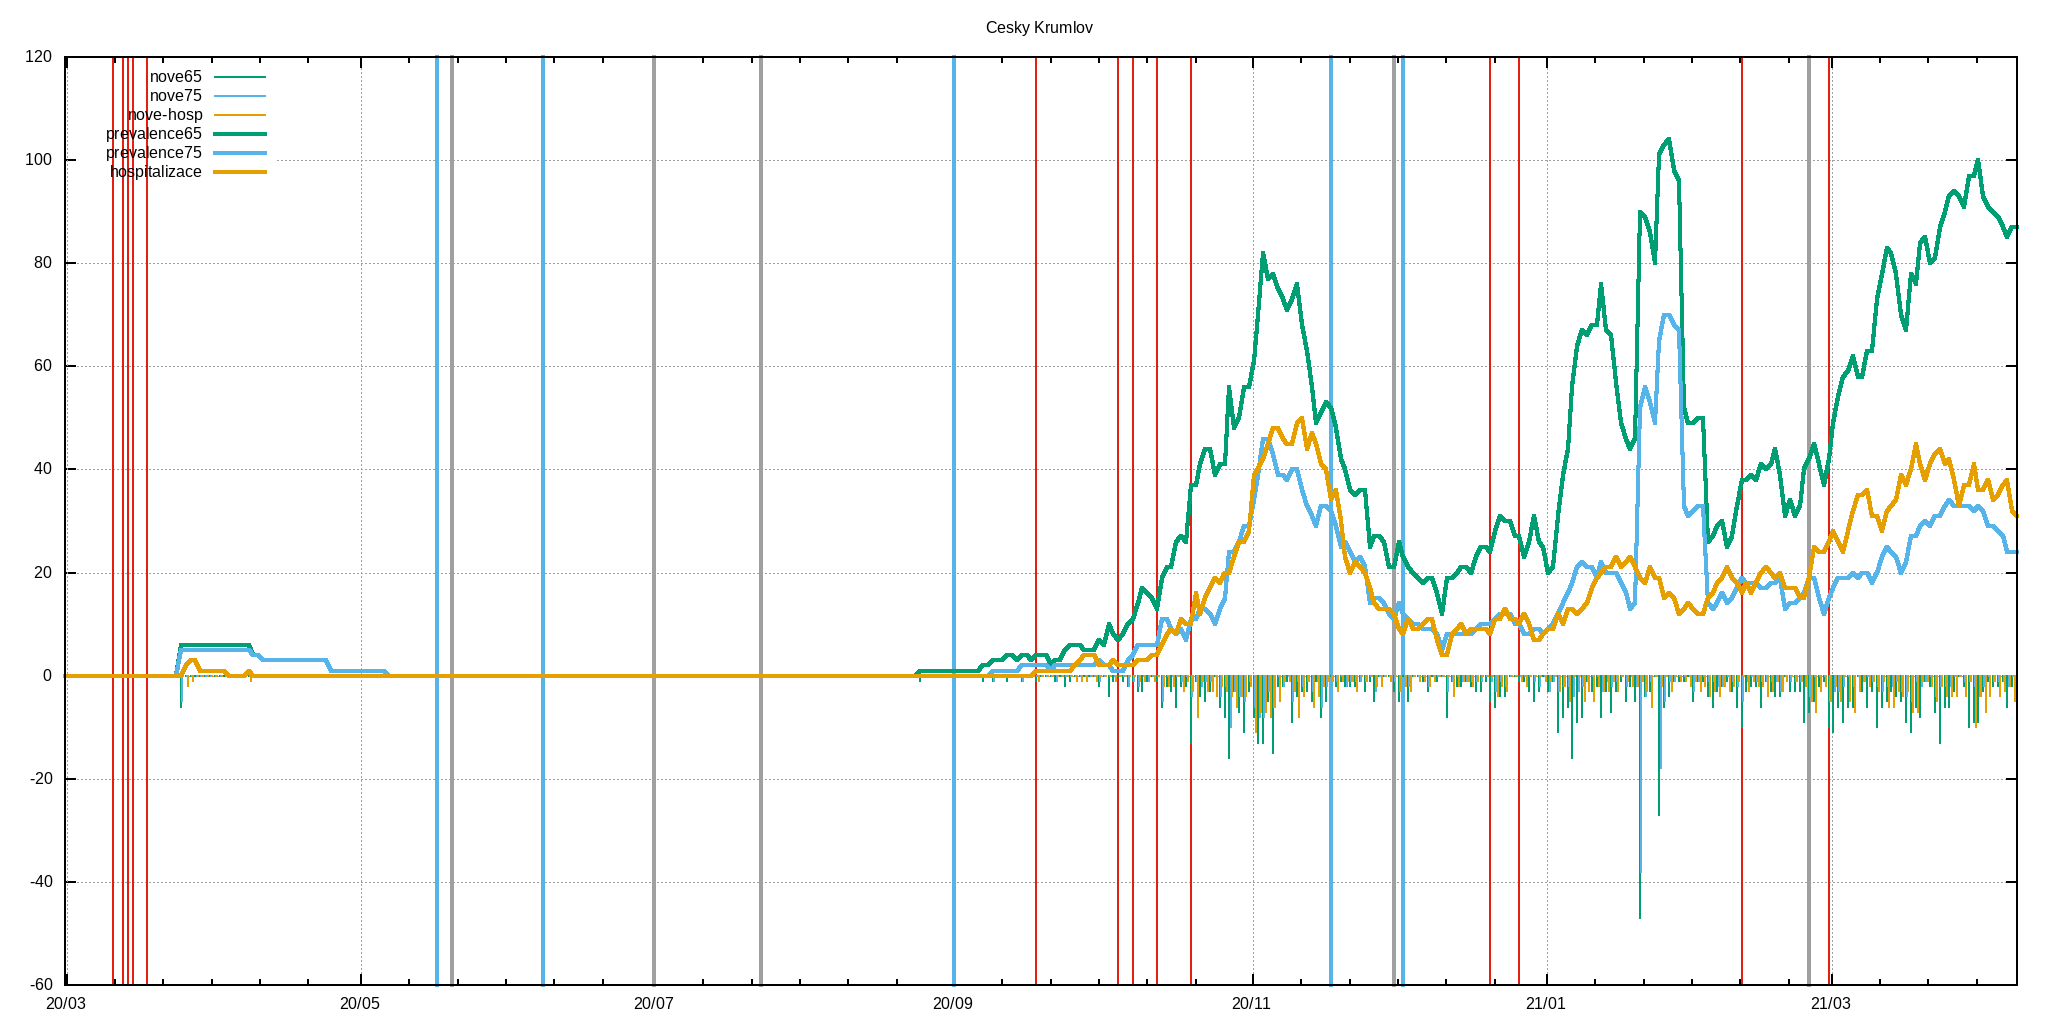 Cesky Krumlov
120
100
80
60
40
20
0
-20
-40
-60
nove65
nove75
nove-hosp
prevalence65
prevalence75
hospitalizace
20/03 20/05 20/07 20/09 20/11 21/01 21/03